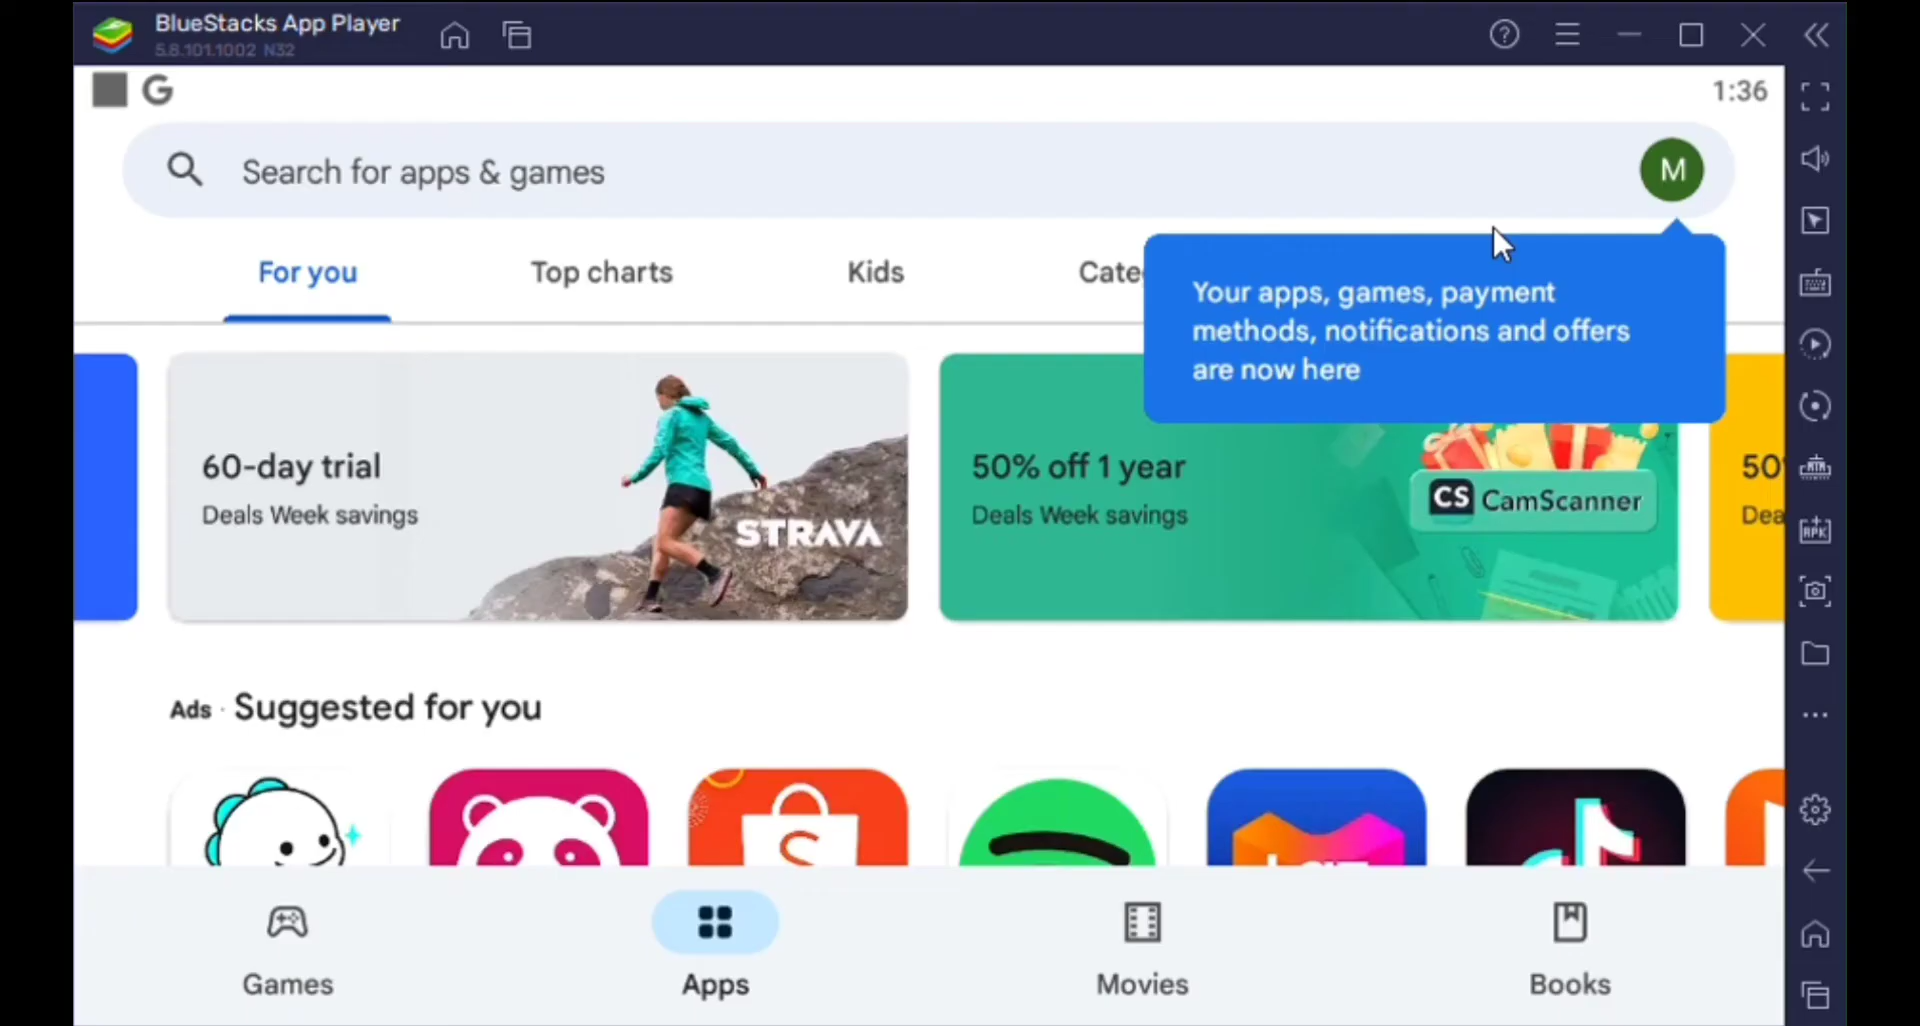 BlueStacks App Player
5.8.101.1002 N32
G
1:36
Search for apps & games
M
For you
Top charts
Kids
Cate
Your apps, games, payment
methods, notifications and offers
are now here
60-day trial
Deals Week savings
STRAVA
50% off 1 year
Deals Week savings
CS CamScanner
50
Dea
Ads · Suggested for you
S
Games
Apps
Movies
Books